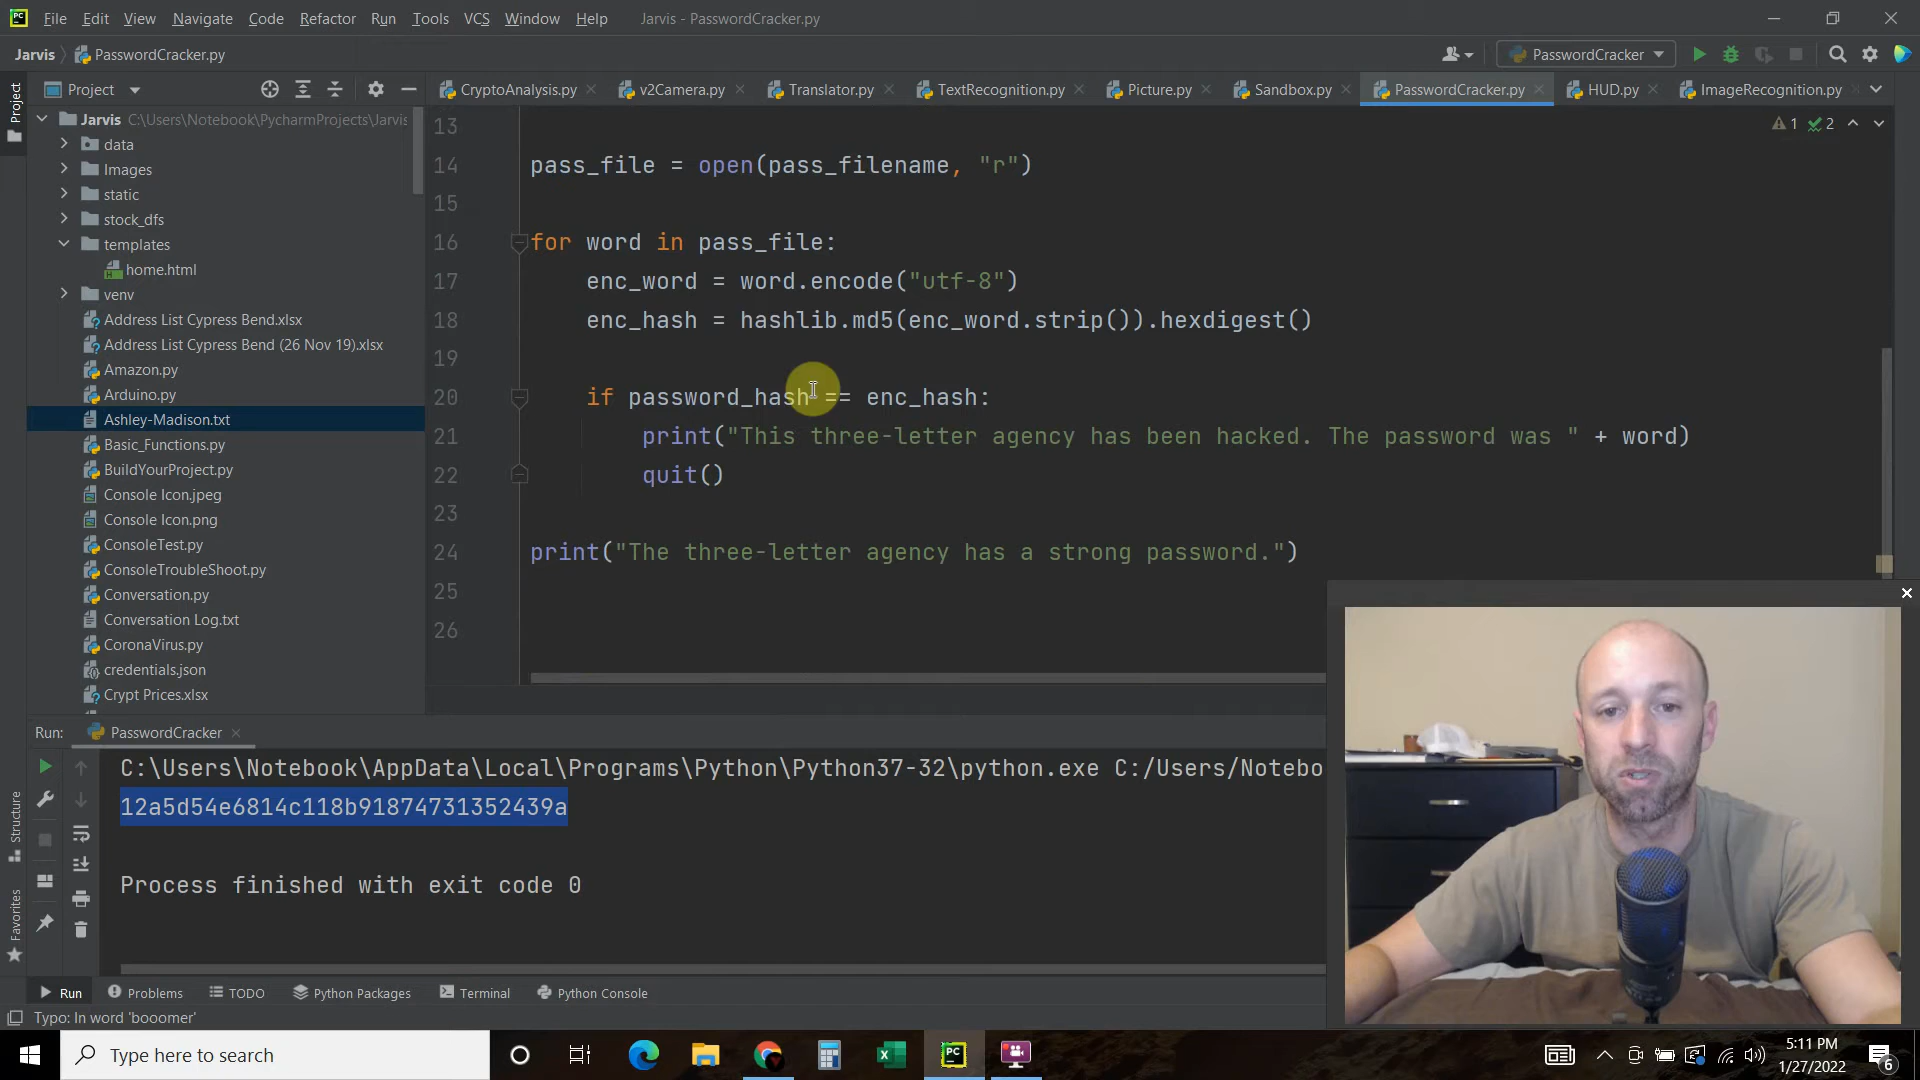 File Edit View Navigate Code Refactor Run Tools VCS Window Help Jarvis - PasswordCracker.py
Jarvis PasswordCracker.py PasswordCracker
Project
CryptoAnalysis.py v2Camera.py Translator.py TextRecognition.py Picture.py Sandbox.py PasswordCracker.py HUD.py ImageRecognition.py
Project
Jarvis C:\Users\Notebook\PycharmProjects\Jarvis
data
Images
static
stock_dfs
templates
home.html
venv
Address List Cypress Bend.xlsx
Address List Cypress Bend (26 Nov 19).xlsx
Amazon.py
Arduino.py
Ashley-Madison.txt
Basic_Functions.py
BuildYourProject.py
Console Icon.jpeg
Console Icon.png
ConsoleTest.py
ConsoleTroubleShoot.py
Conversation.py
Conversation Log.txt
CoronaVirus.py
credentials.json
Crypt Prices.xlsx
1 2
13
14 pass_file = open(pass_filename, "r")
15
16 for word in pass_file:
17 enc_word = word.encode("utf-8")
18 enc_hash = hashlib.md5(enc_word.strip()).hexdigest()
19
20 if password_hash == enc_hash:
21 print("This three-letter agency has been hacked. The password was " + word)
22 quit()
23
24 print("The three-letter agency has a strong password.")
25
26
Run: PasswordCracker
C:\Users\Notebook\AppData\Local\Programs\Python\Python37-32\python.exe C:/Users/Notebo
12a5d54e6814c118b91874731352439a
Process finished with exit code 0
Structure
Favorites
Run Problems TODO Python Packages Terminal Python Console
Typo: In word 'booomer'
Type here to search
PC
5:11 PM
1/27/2022
6